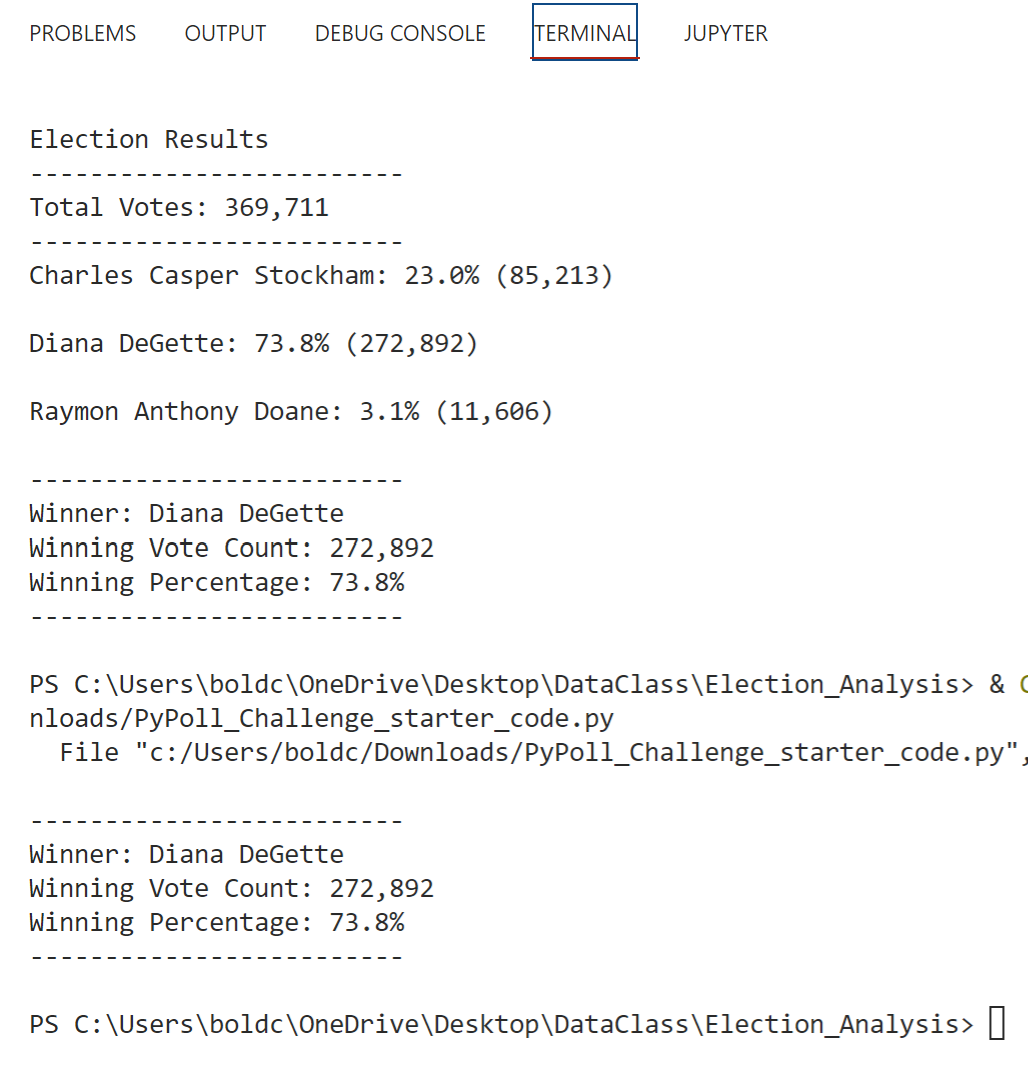 PROBLEMS OUTPUT DEBUG CONSOLE TERMINAL JUPYTER
Election Results
-------------------------
Total Votes: 369,711
-------------------------
Charles Casper Stockham: 23.0% (85,213)
Diana DeGette: 73.8% (272,892)
Raymon Anthony Doane: 3.1% (11,606)
-------------------------
Winner: Diana DeGette
Winning Vote Count: 272,892
Winning Percentage: 73.8%
-------------------------
PS C:\Users\boldc\OneDrive\Desktop\DataClass\Election_Analysis> &
nloads/PyPoll_Challenge_starter_code.py
File "c:/Users/boldc/Downloads/PyPoll_Challenge_starter_code.py",
-------------------------
Winner: Diana DeGette
Winning Vote Count: 272,892
Winning Percentage: 73.8%
-------------------------
PS C:\Users\boldc\OneDrive\Desktop\DataClass\Election_Analysis>